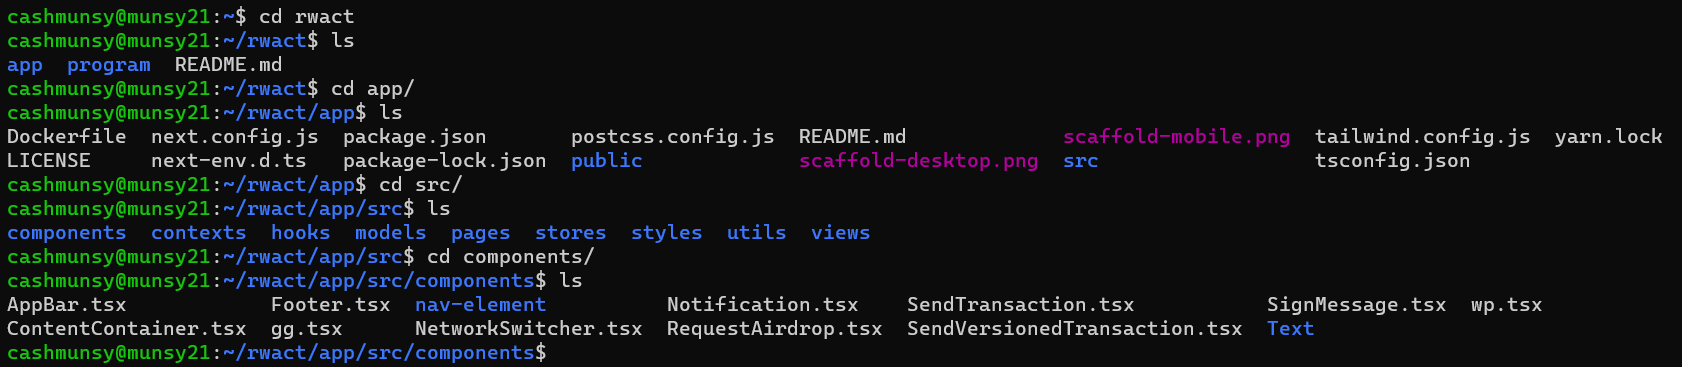 cashmunsy@munsy21:~$ cd rwact
cashmunsy@munsy21:~/rwact$ ls
app  program  README.md
cashmunsy@munsy21:~/rwact$ cd app/
cashmunsy@munsy21:~/rwact/app$ ls
Dockerfile  next.config.js  package.json       postcss.config.js  README.md             scaffold-mobile.png  tailwind.config.js  yarn.lock
LICENSE     next-env.d.ts   package-lock.json  public             scaffold-desktop.png  src                  tsconfig.json
cashmunsy@munsy21:~/rwact/app$ cd src/
cashmunsy@munsy21:~/rwact/app/src$ ls
components  contexts  hooks  models  pages  stores  styles  utils  views
cashmunsy@munsy21:~/rwact/app/src$ cd components/
cashmunsy@munsy21:~/rwact/app/src/components$ ls
AppBar.tsx            Footer.tsx  nav-element          Notification.tsx    SendTransaction.tsx           SignMessage.tsx  wp.tsx
ContentContainer.tsx  gg.tsx      NetworkSwitcher.tsx  RequestAirdrop.tsx  SendVersionedTransaction.tsx  Text
cashmunsy@munsy21:~/rwact/app/src/components$